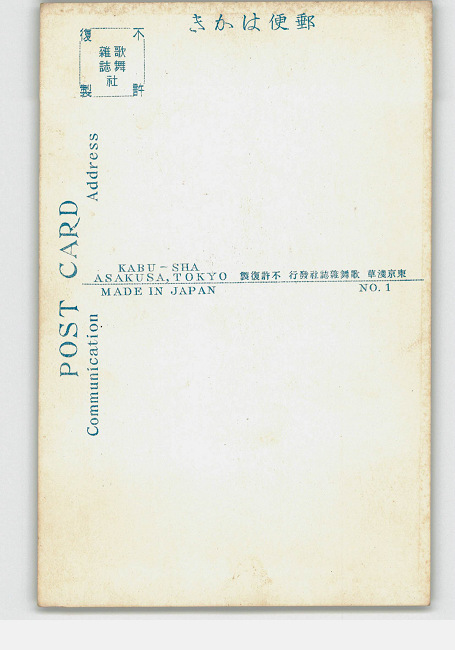 きかは便郵
不許復製
歌舞雜誌社
POST CARD
Address
Communication
KABU-SHA
ASAKUSA, TOKYO
製復許不 行發社誌雜舞歌 草淺京東
MADE IN JAPAN
NO. 1